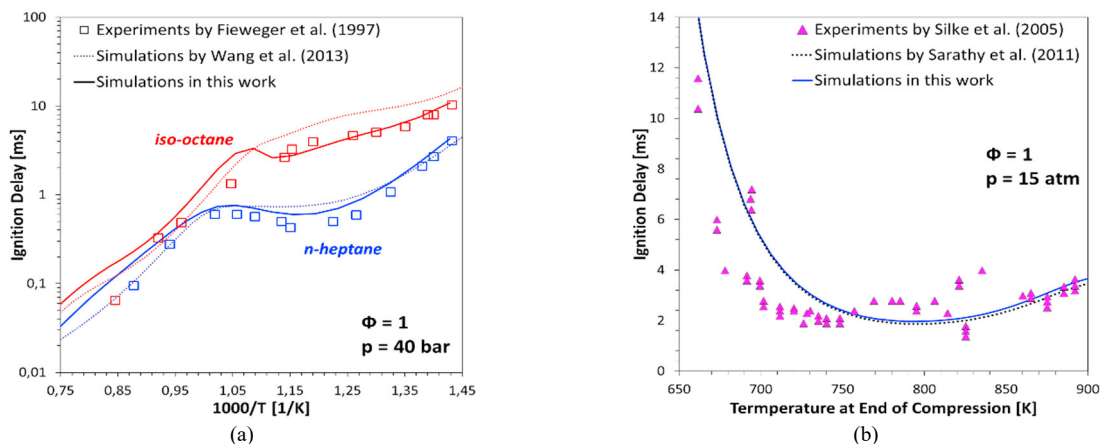 100
10
1
0,1
0,01
Ignition Delay [ms]
Experiments by Fieweger et al. (1997)
Simulations by Wang et al. (2013)
Simulations in this work
iso-octane
n-heptane
Φ = 1
p = 40 bar
0,75 0,85 0,95 1,05 1,15 1,25 1,35 1,45
1000/T [1/K]
(a)
14
12
10
8
6
4
2
0
Ignition Delay [ms]
Experiments by Silke et al. (2005)
Simulations by Sarathy et al. (2011)
Simulations in this work
Φ = 1
p = 15 atm
650 700 750 800 850 900
Termperature at End of Compression [K]
(b)